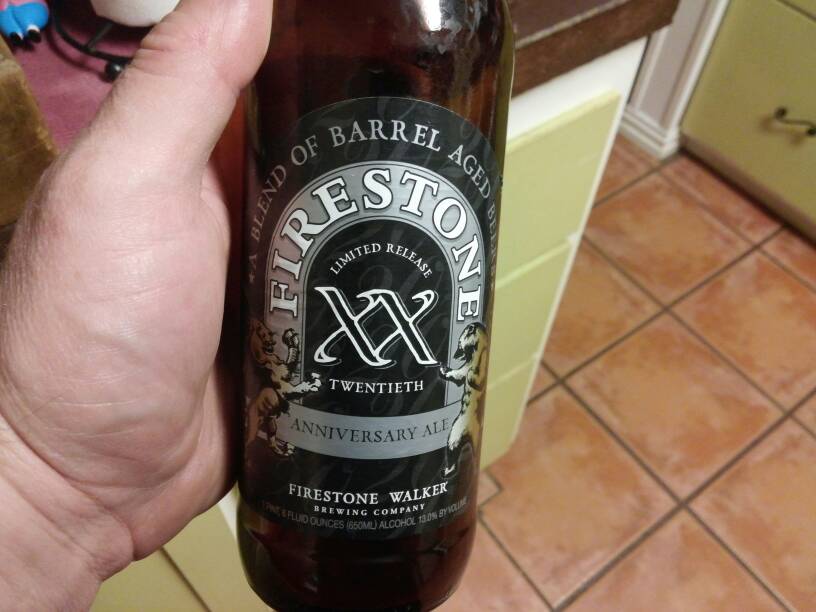 A BLEND OF BARREL AGED BEERS
FIRESTONE
LIMITED RELEASE
XX
TWENTIETH
ANNIVERSARY ALE
FIRESTONE WALKER
BREWING COMPANY
1 PINT, 6 FLUID OUNCES (650ML) ALCOHOL 13.0% BY VOLUME